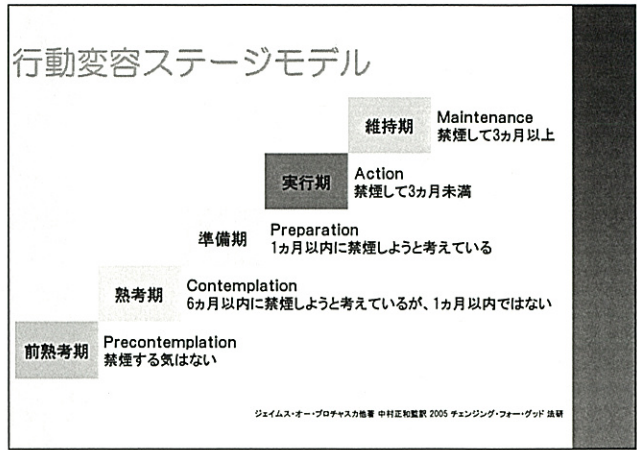 行動変容ステージモデル
維持期
Maintenance
禁煙して3ヵ月以上
実行期
Action
禁煙して3ヵ月未満
準備期
Preparation
1ヵ月以内に禁煙しようと考えている
熟考期
Contemplation
6ヵ月以内に禁煙しようと考えているが、1ヵ月以内ではない
前熟考期
Precontemplation
禁煙する気はない
ジェイムス・オー・プロチャスカ他著 中村正和監訳 2005 チェンジング・フォー・グッド 法研